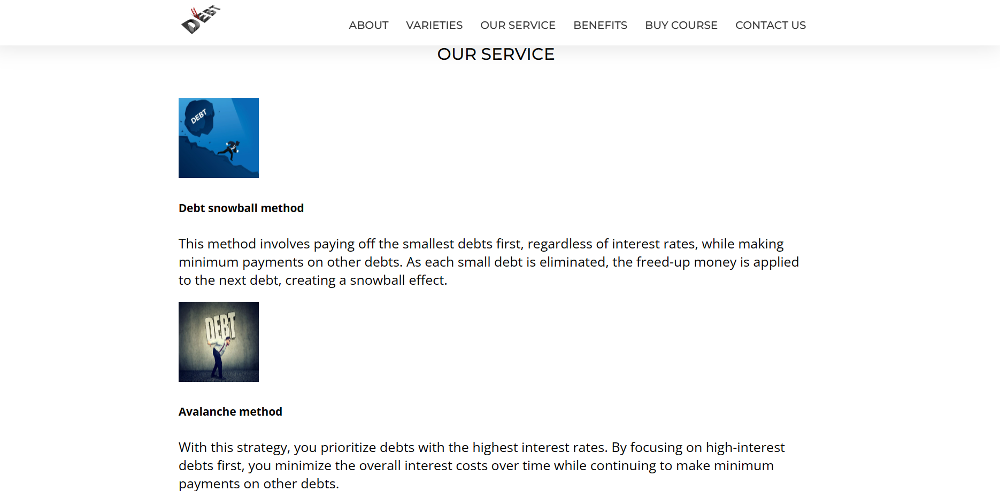 DEBT
ABOUT VARIETIES OUR SERVICE BENEFITS BUY COURSE CONTACT US
OUR SERVICE
DEBT
Debt snowball method
This method involves paying off the smallest debts first, regardless of interest rates, while making
minimum payments on other debts. As each small debt is eliminated, the freed-up money is applied
to the next debt, creating a snowball effect.
DEBT
Avalanche method
With this strategy, you prioritize debts with the highest interest rates. By focusing on high-interest
debts first, you minimize the overall interest costs over time while continuing to make minimum
payments on other debts.